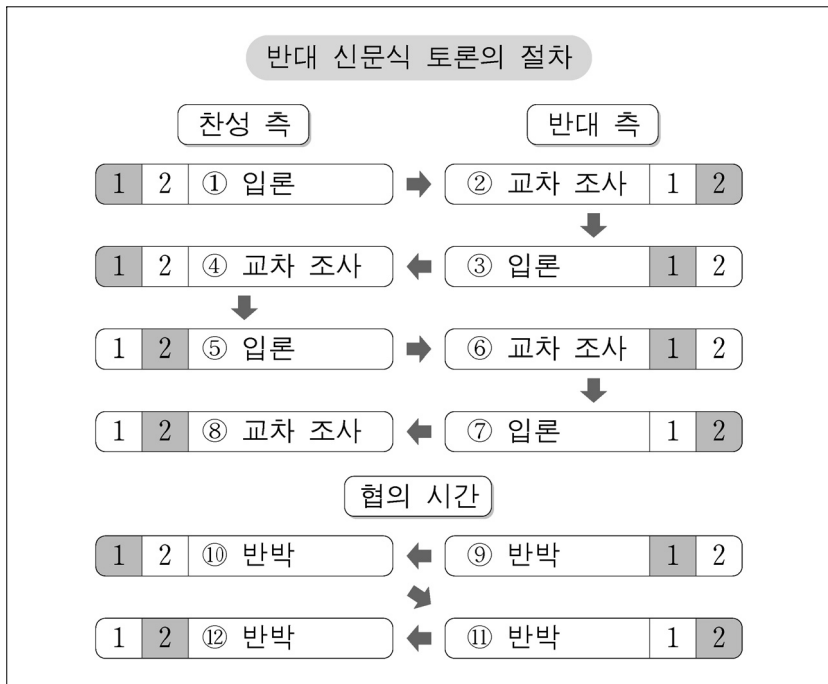 반대 신문식 토론의 절차
찬성 측 반대 측
1 2 ① 입론 ② 교차 조사 1 2
1 2 ④ 교차 조사 ③ 입론 1 2
1 2 ⑤ 입론 ⑥ 교차 조사 1 2
1 2 ⑧ 교차 조사 ⑦ 입론 1 2
협의 시간
1 2 ⑩ 반박 ⑨ 반박 1 2
1 2 ⑫ 반박 ⑪ 반박 1 2